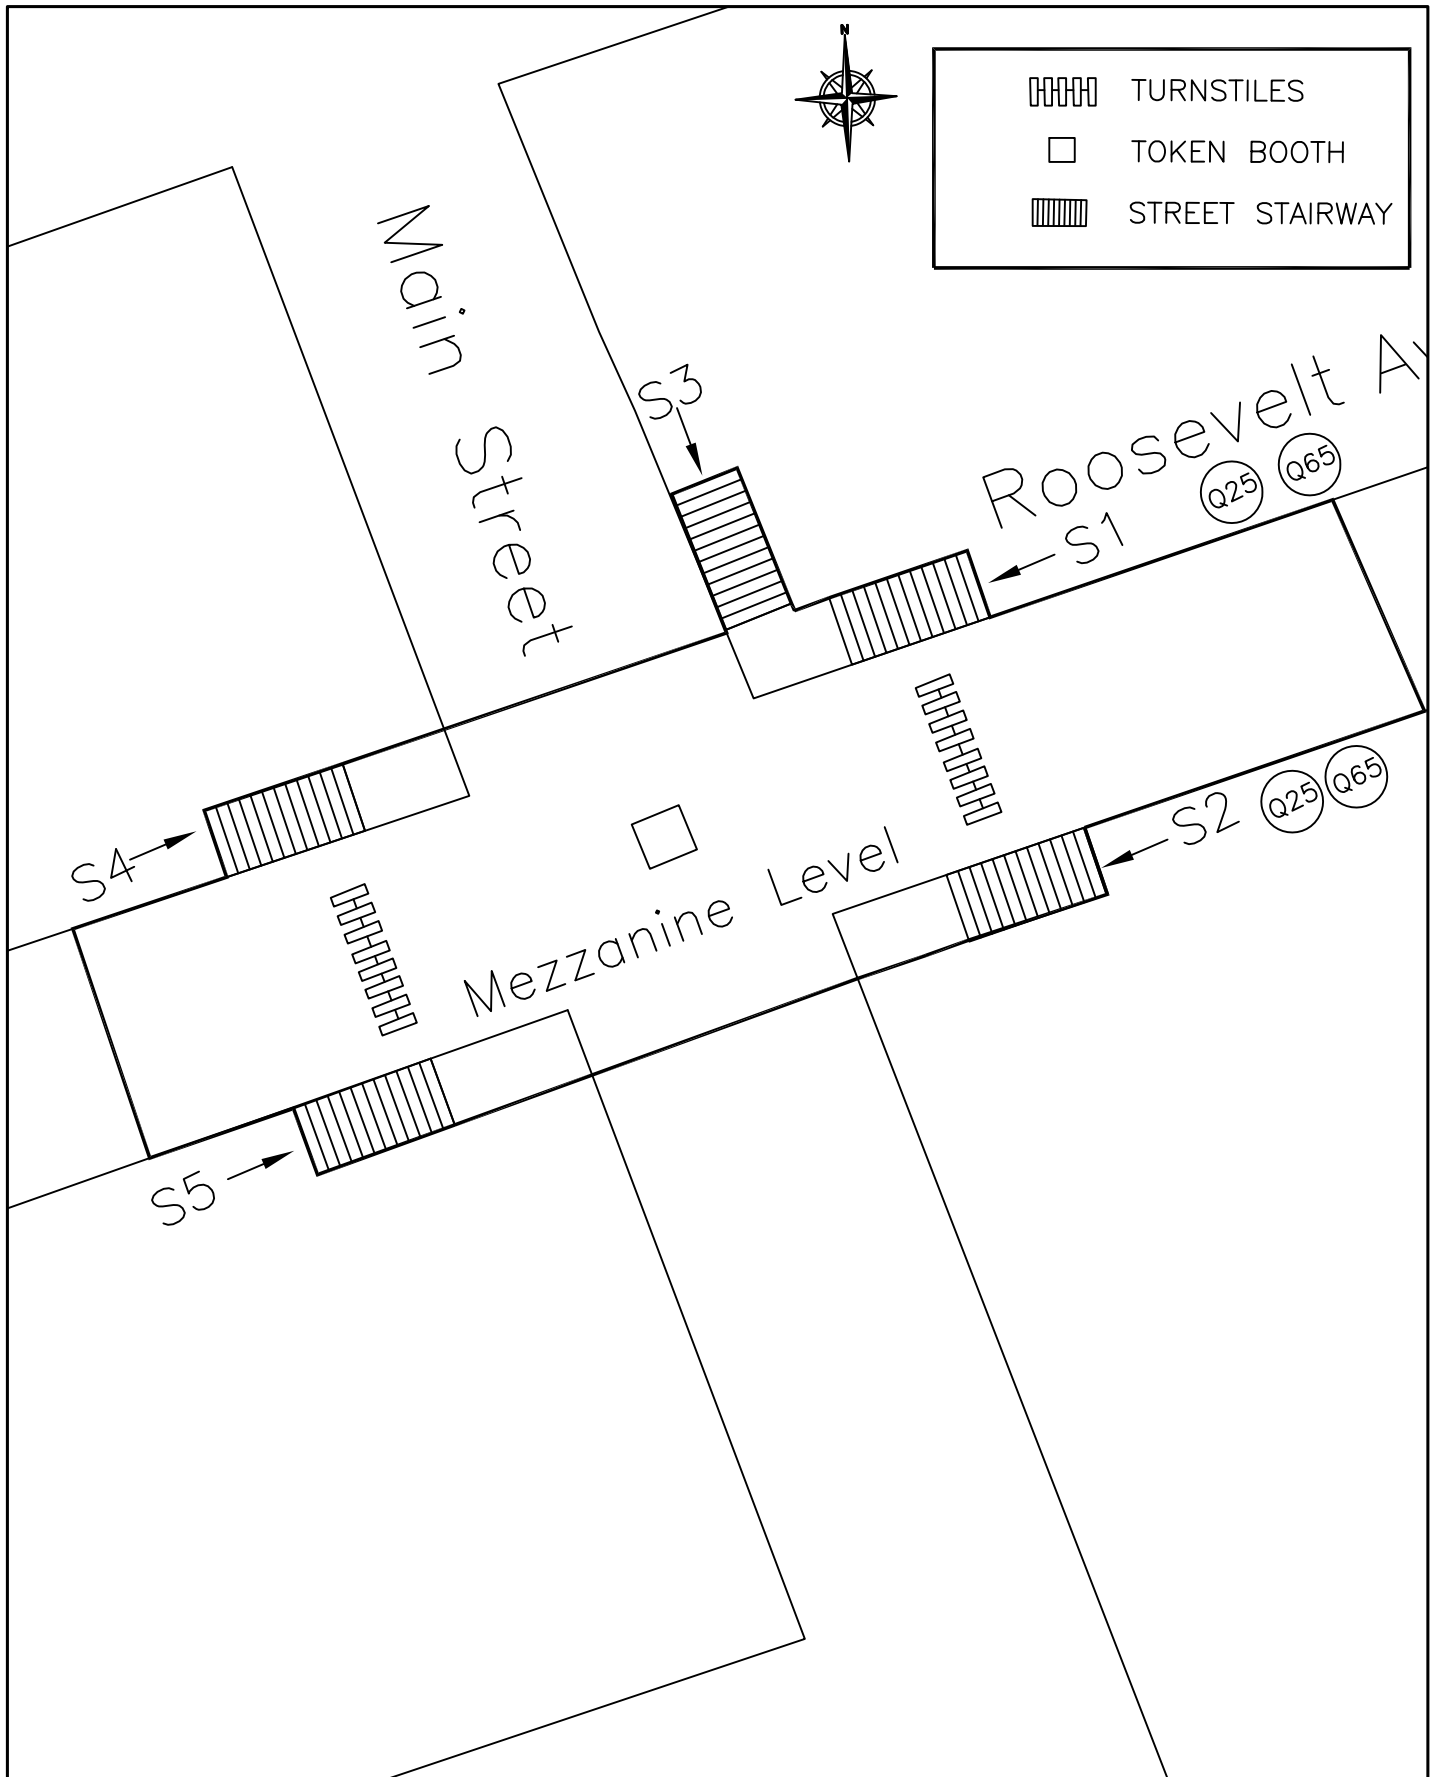 N
TURNSTILES
TOKEN BOOTH
STREET STAIRWAY
Main Street
S3
Roosevelt Av
Q25
Q65
S1
S4
Mezzanine Level
S2
Q25
Q65
S5